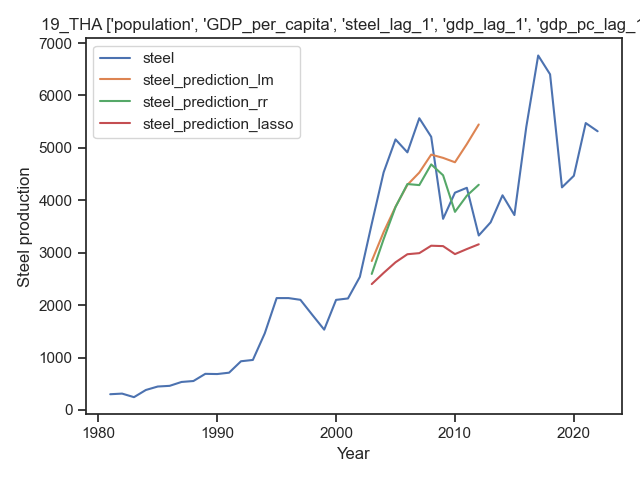 19_THA ['population', 'GDP_per_capita', 'steel_lag_1', 'gdp_lag_1', 'gdp_pc_lag_1
7000
6000
5000
4000
3000
2000
1000
0
Steel production
steel
steel_prediction_lm
steel_prediction_rr
steel_prediction_lasso
1980
1990
2000
2010
2020
Year